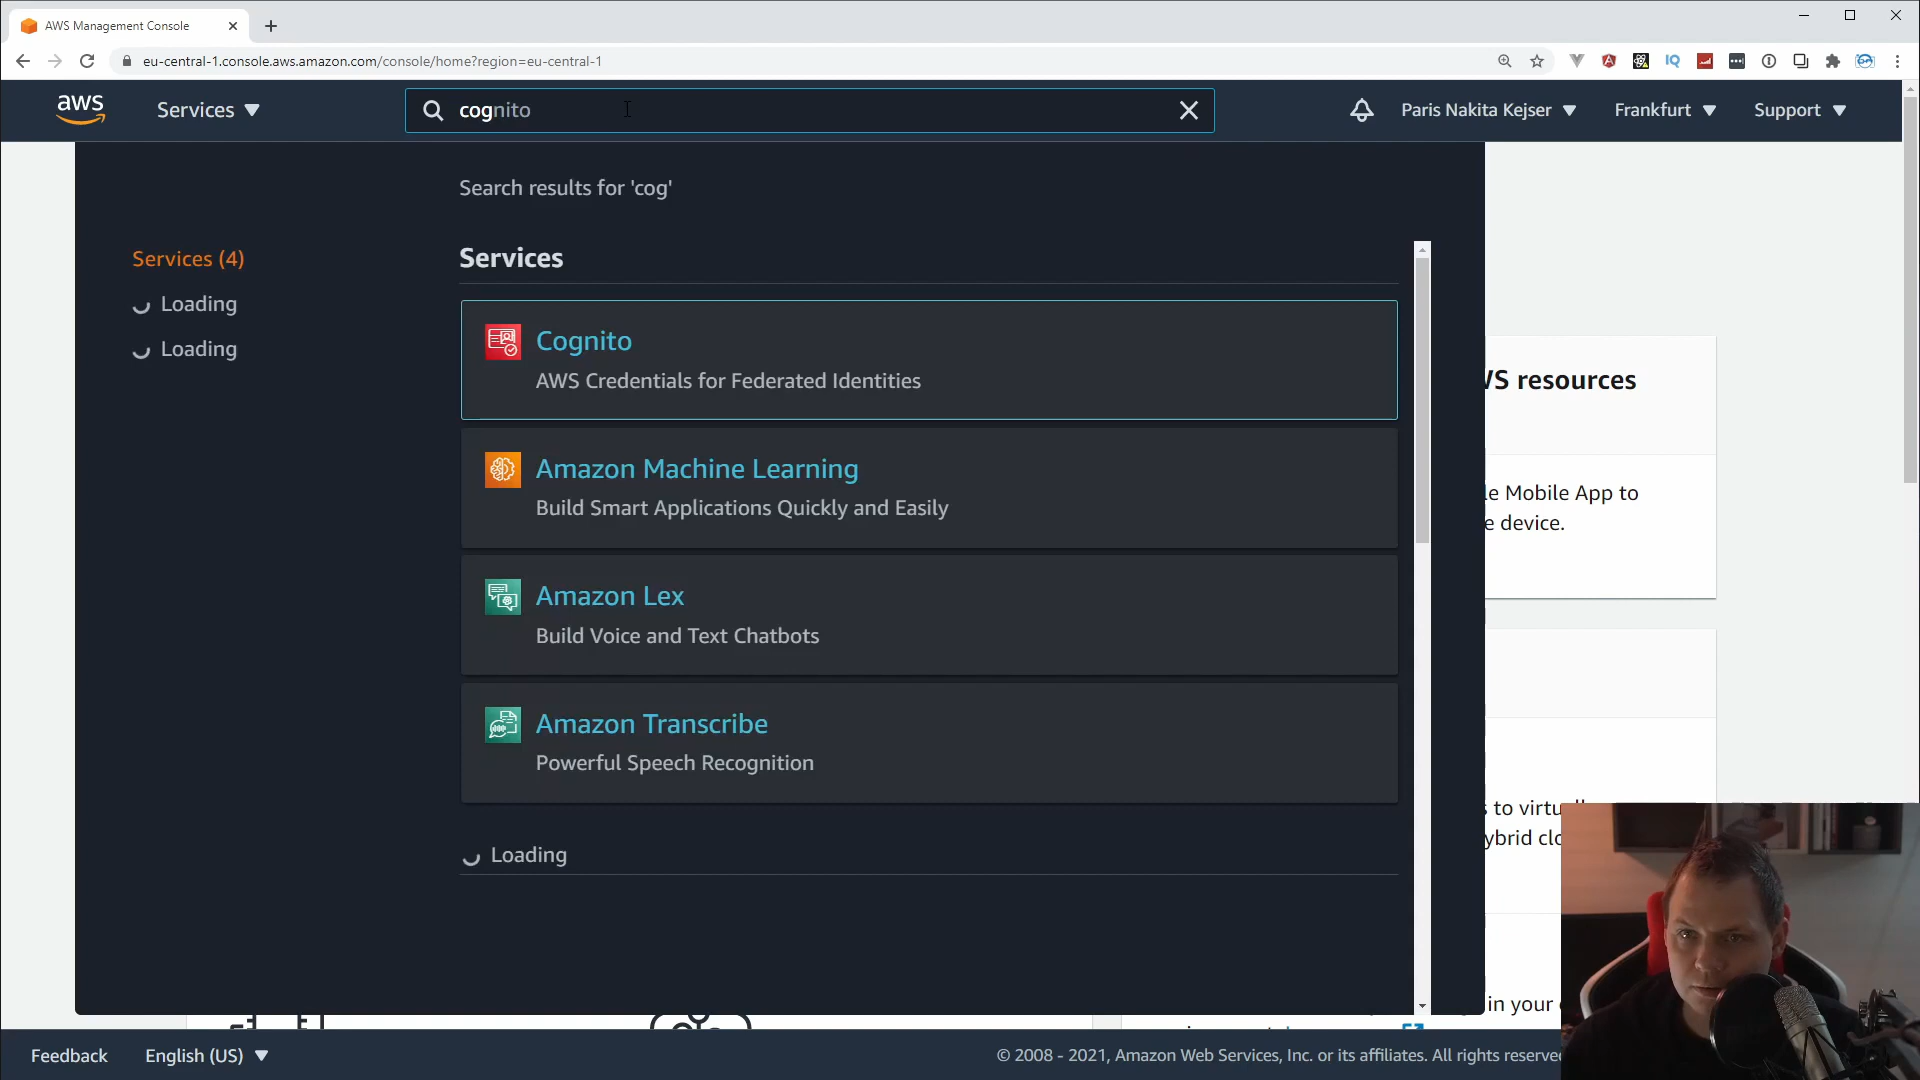 AWS Management Console
eu-central-1.console.aws.amazon.com/console/home?region=eu-central-1
IQ
aws
Services
cognito
Paris Nakita Kejser
Frankfurt
Support
Search results for 'cog'
Services (4)
Loading
Loading
Services
Cognito
AWS Credentials for Federated Identities
Amazon Machine Learning
Build Smart Applications Quickly and Easily
Amazon Lex
Build Voice and Text Chatbots
Amazon Transcribe
Powerful Speech Recognition
Loading
WS resources
le Mobile App to
e device.
s to virtu
ybrid clo
in your
Feedback
English (US)
© 2008 - 2021, Amazon Web Services, Inc. or its affiliates. All rights reserve